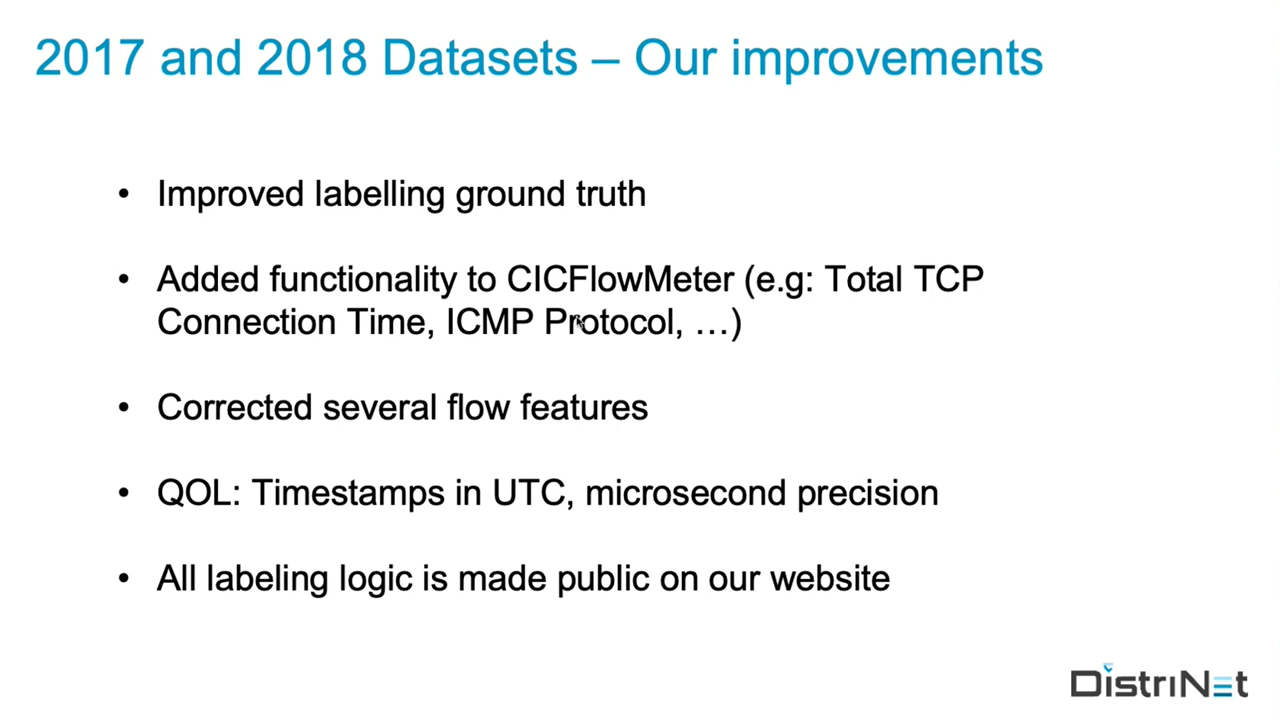 2017 and 2018 Datasets – Our improvements
• Improved labelling ground truth
• Added functionality to CICFlowMeter (e.g: Total TCP
Connection Time, ICMP Protocol, …)
• Corrected several flow features
• QOL: Timestamps in UTC, microsecond precision
• All labeling logic is made public on our website
DistriNet